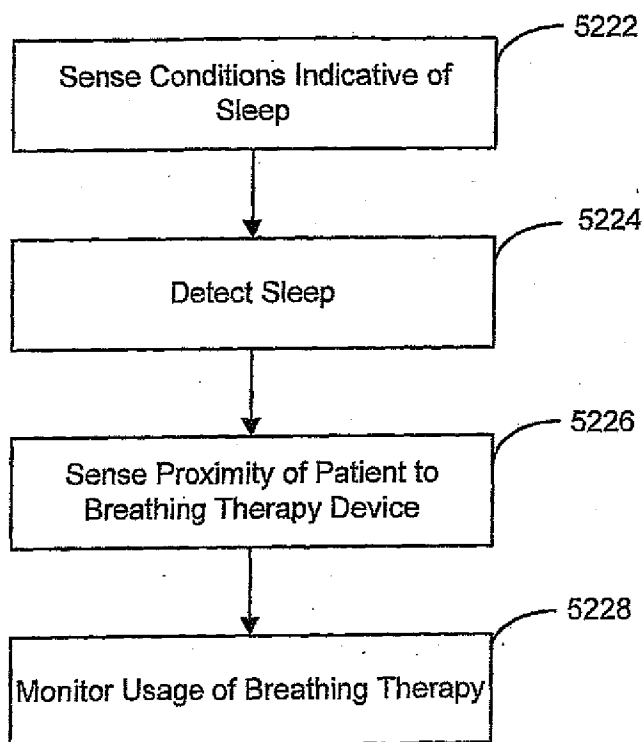 5222
Sense Conditions Indicative of
Sleep
5224
Detect Sleep
5226
Sense Proximity of Patient to
Breathing Therapy Device
5228
Monitor Usage of Breathing Therapy